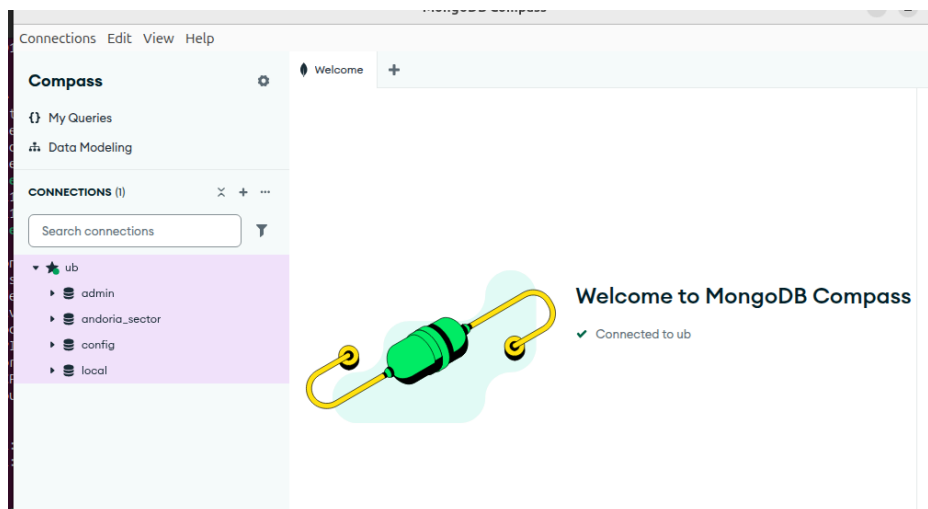 MongoDB Compass
Connections Edit View Help
Compass
Welcome
{} My Queries
Data Modeling
CONNECTIONS (1)
Search connections
ub
admin
andoria_sector
config
local
Welcome to MongoDB Compass
Connected to ub